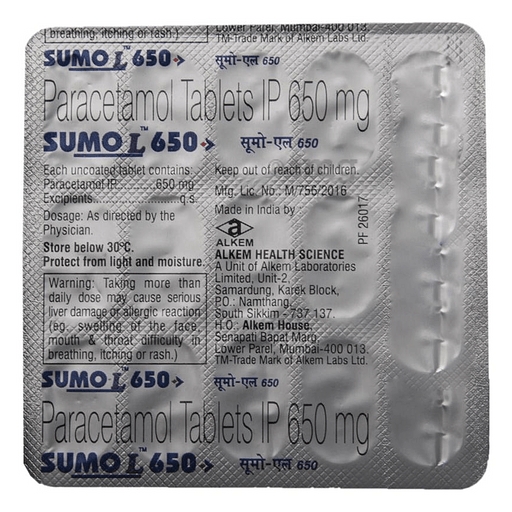 breathing, itching or rash.)
Lower Parel, Mumbai-400 013.
TM-Trade Mark of Alkem Labs Ltd.
SUMO L 650 सूमो-एल 650
Paracetamol Tablets IP 650 mg
SUMO L™ 650 सूमो-एल 650
Each uncoated tablet contains:
Paracetamol IP.............650 mg
Excipients........................q.s.
Dosage: As directed by the
Physician.
Store below 30°C.
Protect from light and moisture.
Warning: Taking more than
daily dose may cause serious
liver damage or allergic reaction
(eg. swelling of the face,
mouth & throat difficulty in
breathing, itching or rash.)
Keep out of reach of children.
Mfg. Lic. No.: M/756/2016
Made in India by
ALKEM
ALKEM HEALTH SCIENCE
A Unit of Alkem Laboratories
Limited, Unit-2,
Samardung, Karek Block,
P.O.: Namthang,
South Sikkim - 737 137.
H.O.: Alkem House,
Senapati Bapat Marg,
Lower Parel, Mumbai-400 013.
TM-Trade Mark of Alkem Labs Ltd.
PF 26017
SUMO L™ 650 सूमो-एल 650
Paracetamol Tablets IP 650 mg
SUMO L™ 650 सूमो-एल 650